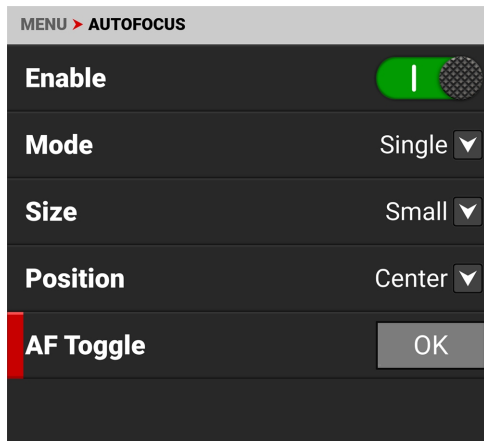 MENU ➤ AUTOFOCUS
Enable
Mode Single
Size Small
Position Center
AF Toggle OK